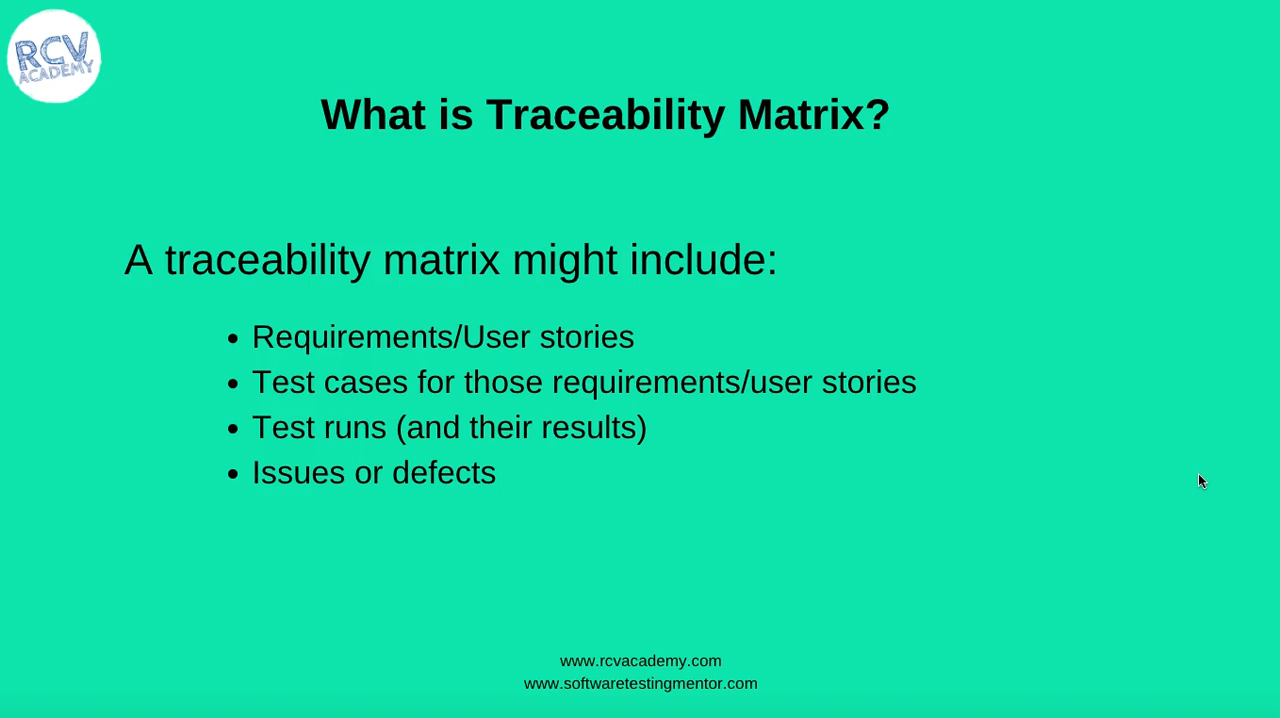 RCV
ACADEMY
What is Traceability Matrix?
A traceability matrix might include:
• Requirements/User stories
• Test cases for those requirements/user stories
• Test runs (and their results)
• Issues or defects
www.rcvacademy.com
www.softwaretestingmentor.com